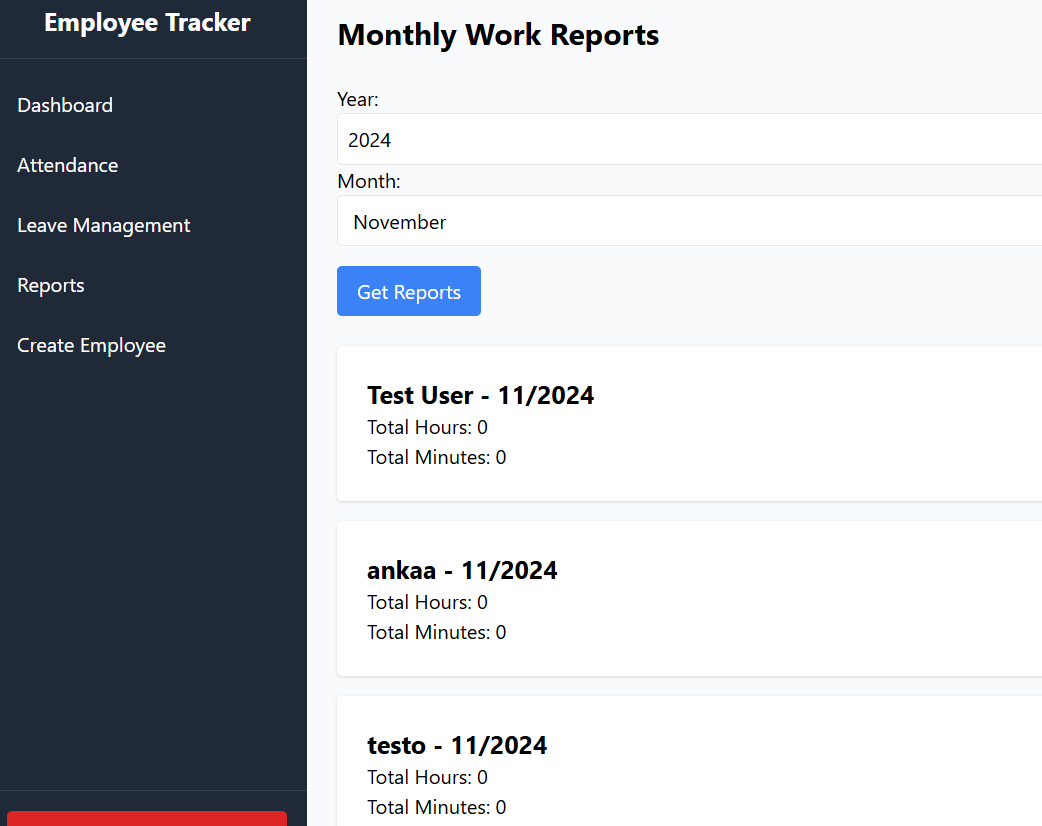 Employee Tracker
Dashboard
Attendance
Leave Management
Reports
Create Employee
Monthly Work Reports
Year:
2024
Month:
November
Get Reports
Test User - 11/2024
Total Hours: 0
Total Minutes: 0
ankaa - 11/2024
Total Hours: 0
Total Minutes: 0
testo - 11/2024
Total Hours: 0
Total Minutes: 0